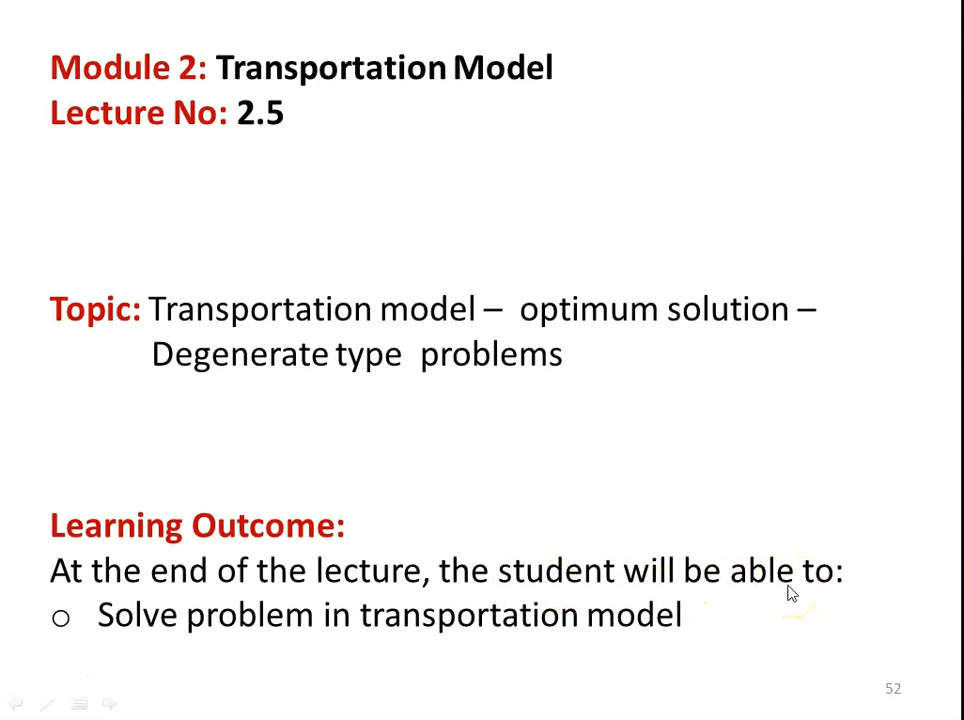 Module 2: Transportation Model
Lecture No: 2.5
Topic: Transportation model – optimum solution –
Degenerate type problems
Learning Outcome:
At the end of the lecture, the student will be able to:
o Solve problem in transportation model
52